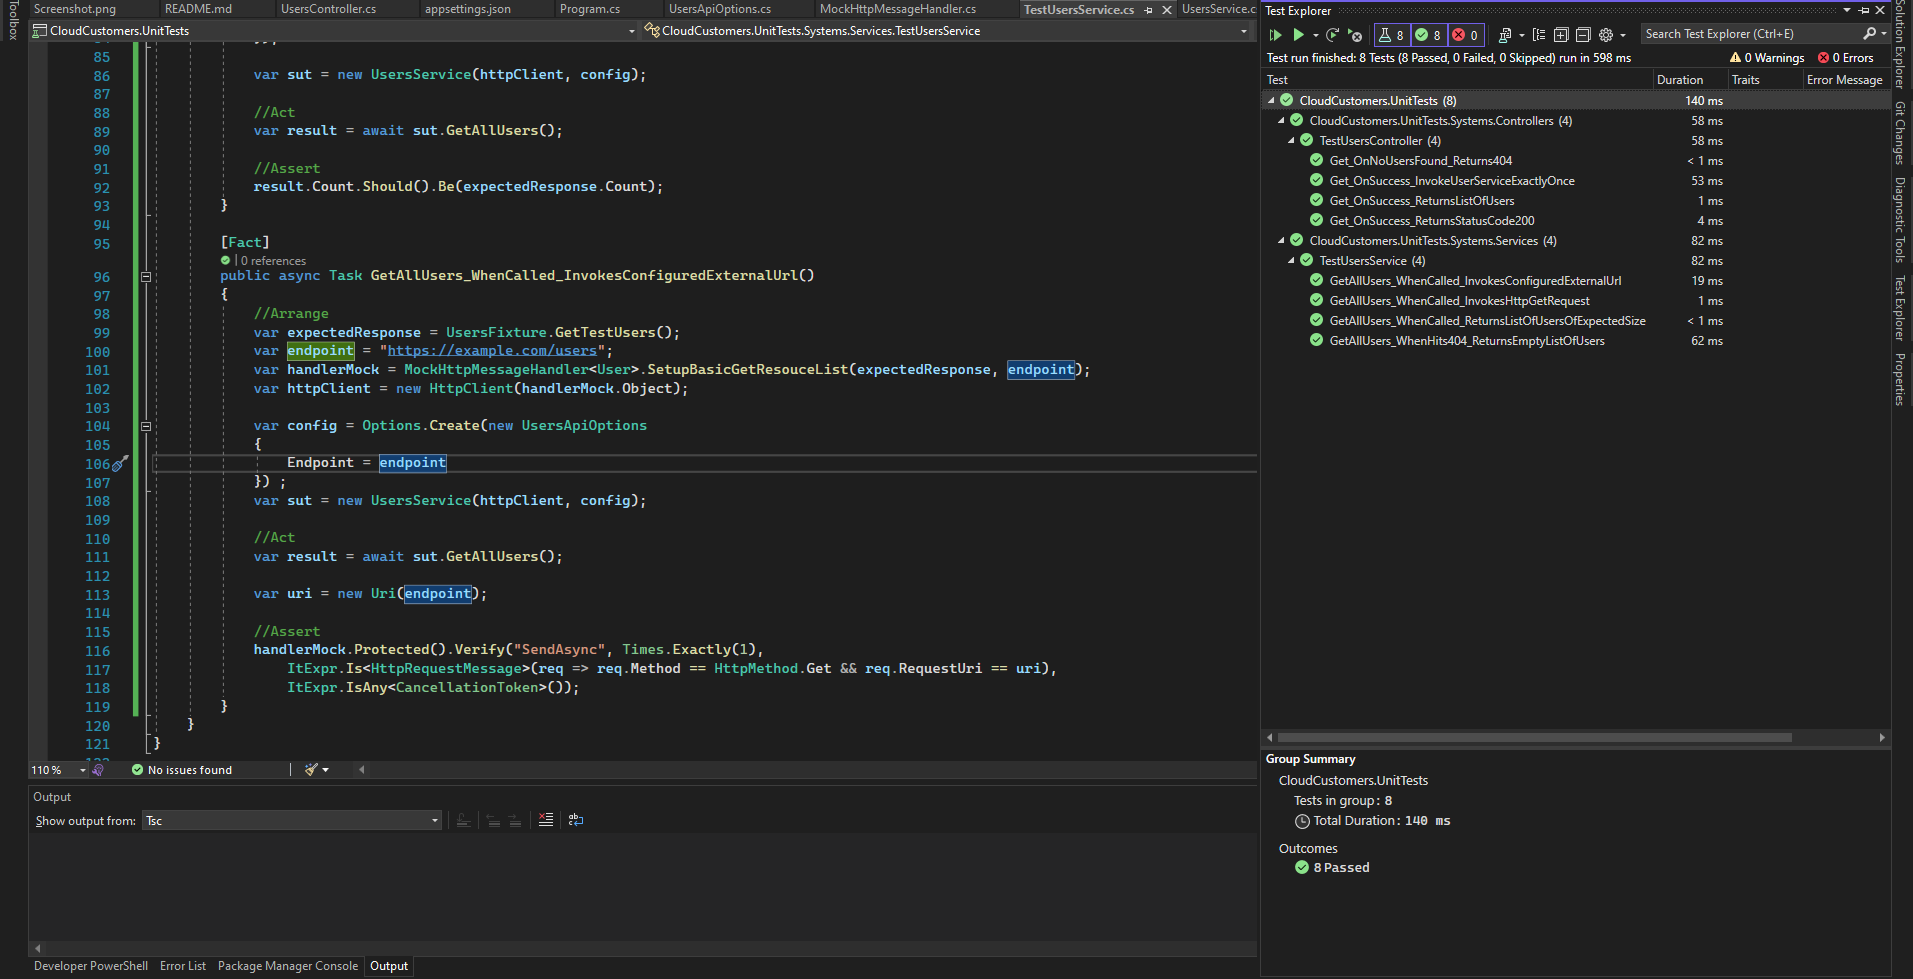 Toolbox
Screenshot.png README.md UsersController.cs appsettings.json Program.cs UsersApiOptions.cs MockHttpMessageHandler.cs TestUsersService.cs UsersService.c
CloudCustomers.UnitTests CloudCustomers.UnitTests.Systems.Services.TestUsersService
85
86 var sut = new UsersService(httpClient, config);
87
88 //Act
89 var result = await sut.GetAllUsers();
90
91 //Assert
92 result.Count.Should().Be(expectedResponse.Count);
93 }
94
95 [Fact]
0 references
96 public async Task GetAllUsers_WhenCalled_InvokesConfiguredExternalUrl()
97 {
98 //Arrange
99 var expectedResponse = UsersFixture.GetTestUsers();
100 var endpoint = "https://example.com/users";
101 var handlerMock = MockHttpMessageHandler<User>.SetupBasicGetResouceList(expectedResponse, endpoint);
102 var httpClient = new HttpClient(handlerMock.Object);
103
104 var config = Options.Create(new UsersApiOptions
105 {
106 Endpoint = endpoint
107 }) ;
108 var sut = new UsersService(httpClient, config);
109
110 //Act
111 var result = await sut.GetAllUsers();
112
113 var uri = new Uri(endpoint);
114
115 //Assert
116 handlerMock.Protected().Verify("SendAsync", Times.Exactly(1),
117 ItExpr.Is<HttpRequestMessage>(req => req.Method == HttpMethod.Get && req.RequestUri == uri),
118 ItExpr.IsAny<CancellationToken>());
119 }
120 }
121 }
110 % No issues found
Output
Show output from: Tsc
Developer PowerShell Error List Package Manager Console Output
Test Explorer
8 8 0 Search Test Explorer (Ctrl+E)
Test run finished: 8 Tests (8 Passed, 0 Failed, 0 Skipped) run in 598 ms 0 Warnings 0 Errors
Test Duration Traits Error Message
CloudCustomers.UnitTests (8) 140 ms
CloudCustomers.UnitTests.Systems.Controllers (4) 58 ms
TestUsersController (4) 58 ms
Get_OnNoUsersFound_Returns404 < 1 ms
Get_OnSuccess_InvokeUserServiceExactlyOnce 53 ms
Get_OnSuccess_ReturnsListOfUsers 1 ms
Get_OnSuccess_ReturnsStatusCode200 4 ms
CloudCustomers.UnitTests.Systems.Services (4) 82 ms
TestUsersService (4) 82 ms
GetAllUsers_WhenCalled_InvokesConfiguredExternalUrl 19 ms
GetAllUsers_WhenCalled_InvokesHttpGetRequest 1 ms
GetAllUsers_WhenCalled_ReturnsListOfUsersOfExpectedSize < 1 ms
GetAllUsers_WhenHits404_ReturnsEmptyListOfUsers 62 ms
Group Summary
CloudCustomers.UnitTests
Tests in group: 8
Total Duration: 140 ms
Outcomes
8 Passed
Solution Explorer
Git Changes
Diagnostic Tools
Test Explorer
Properties